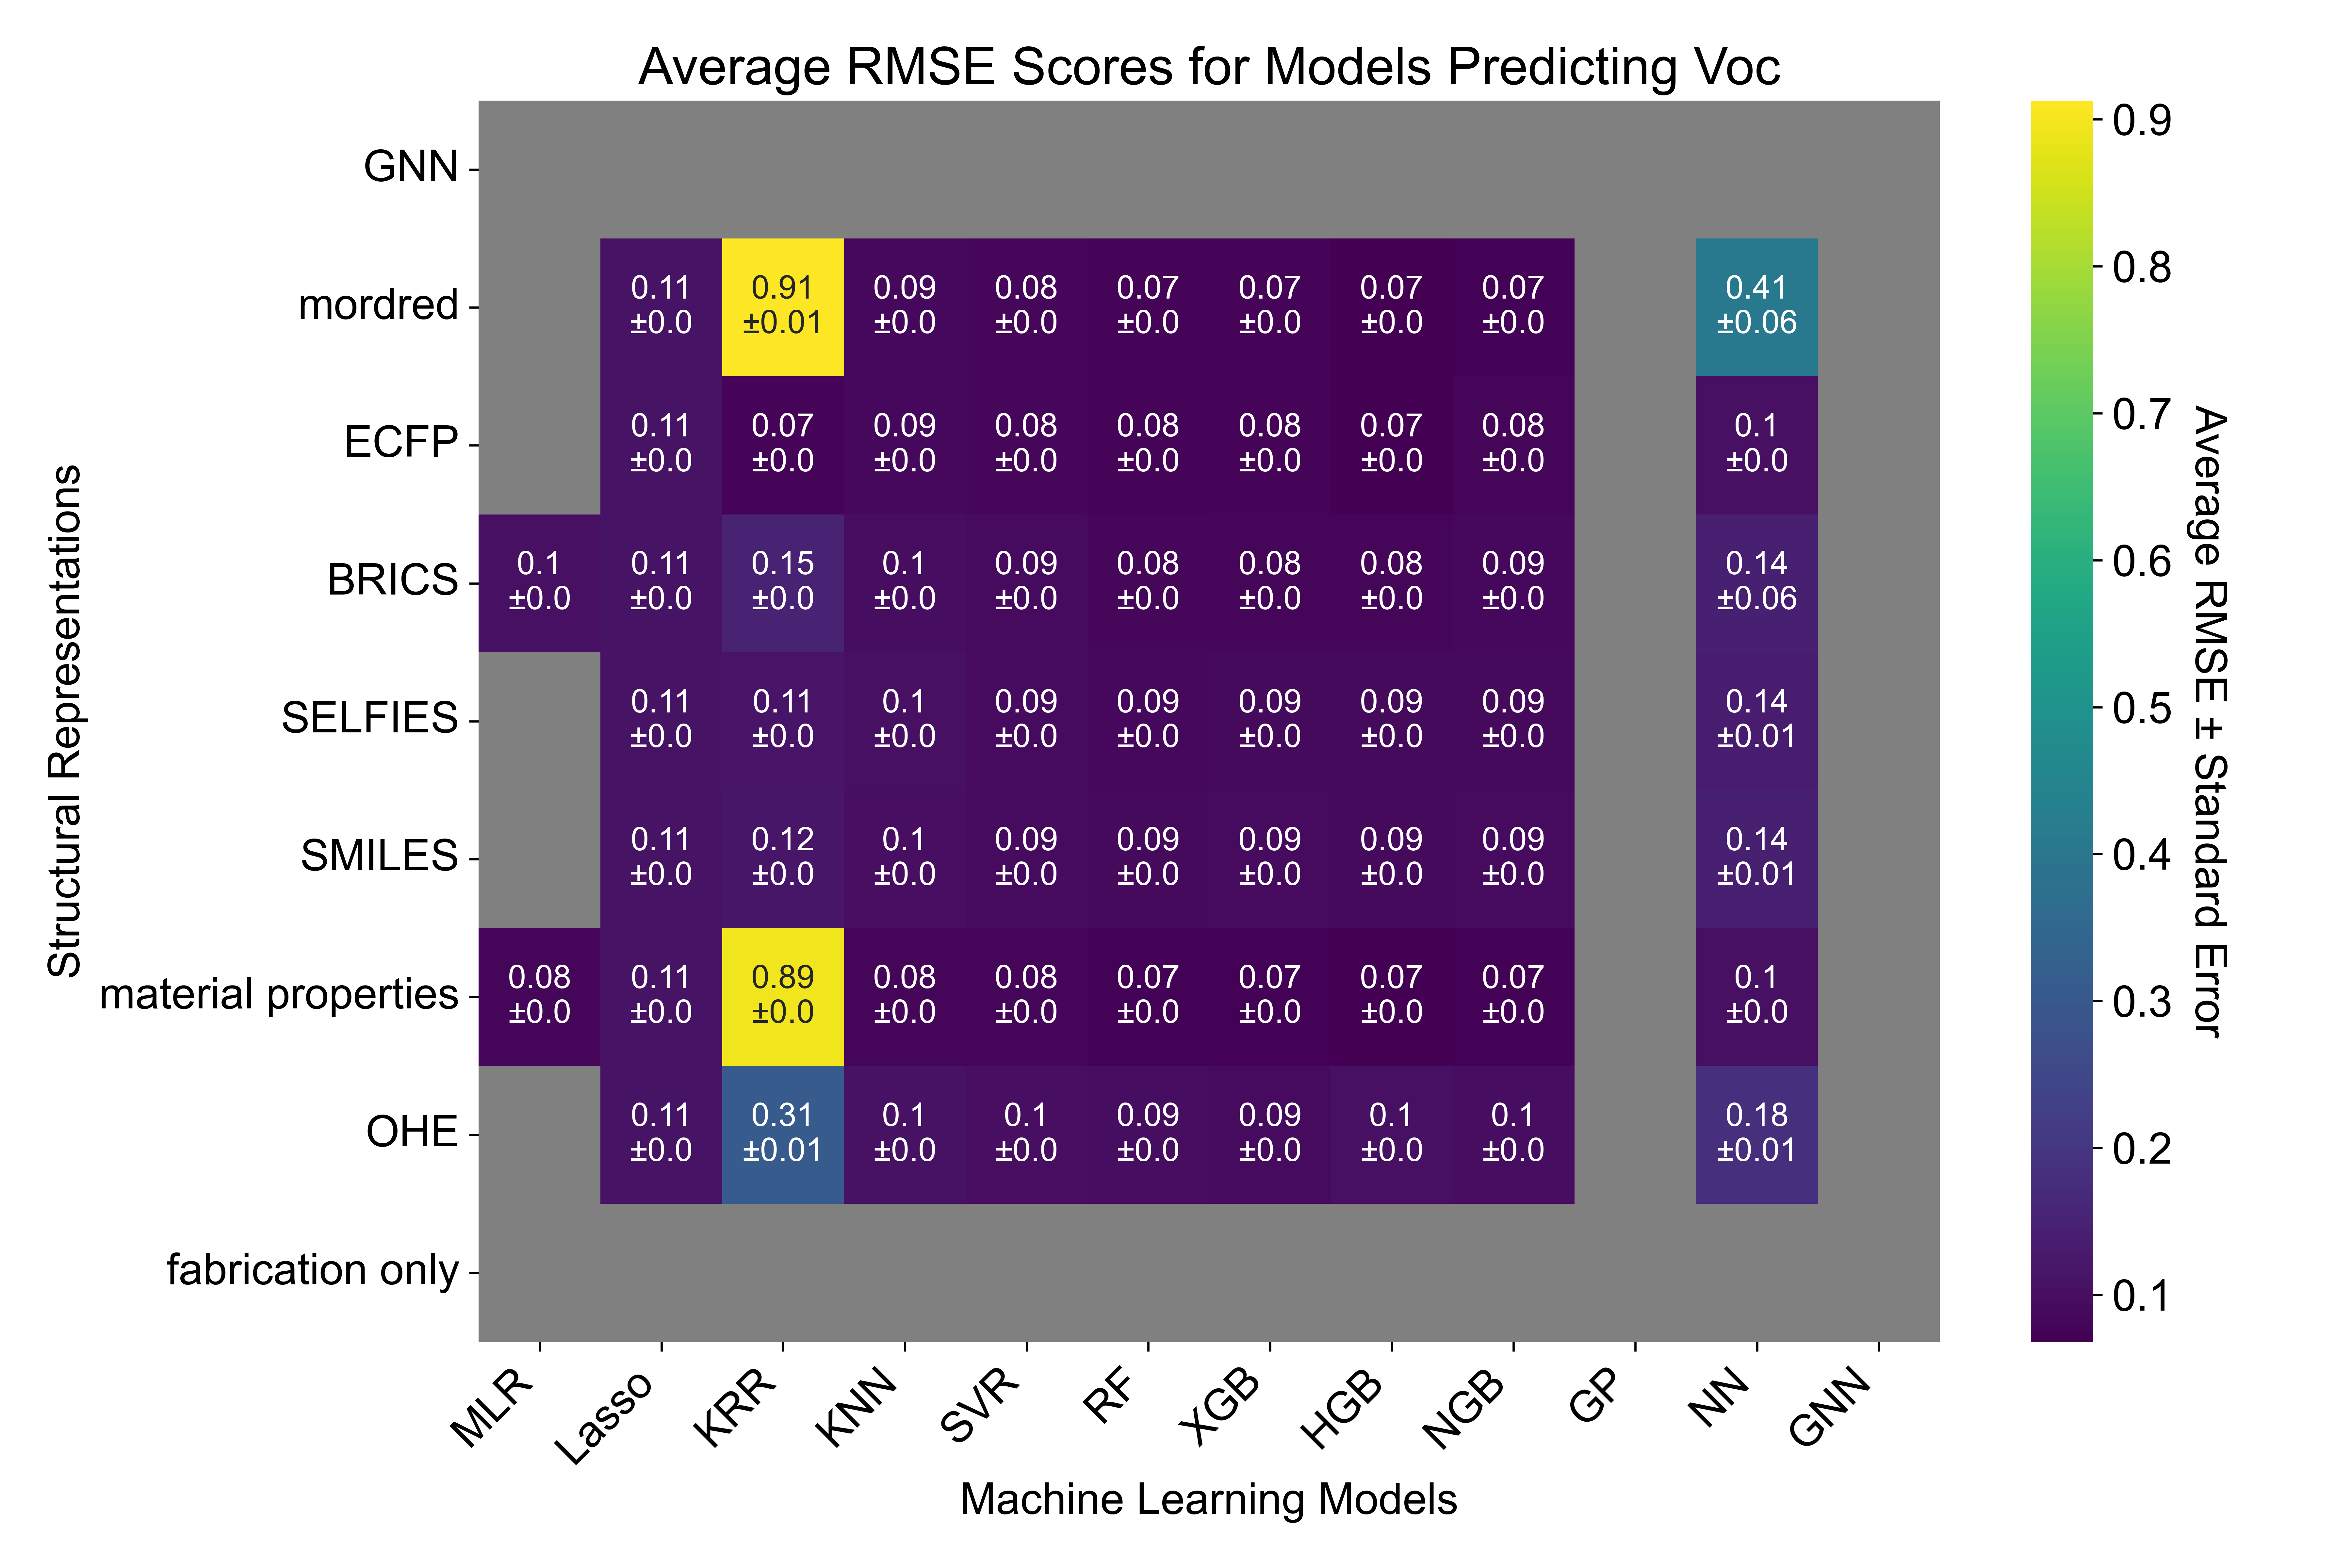 Average RMSE Scores for Models Predicting Voc
GNN
mordred
0.11 0.91 0.09 0.08 0.07 0.07 0.07 0.07 0.41
±0.0 ±0.01 ±0.0 ±0.0 ±0.0 ±0.0 ±0.0 ±0.0 ±0.06
ECFP
0.11 0.07 0.09 0.08 0.08 0.08 0.07 0.08 0.1
±0.0 ±0.0 ±0.0 ±0.0 ±0.0 ±0.0 ±0.0 ±0.0 ±0.0
BRICS
0.1 0.11 0.15 0.1 0.09 0.08 0.08 0.08 0.09 0.14
±0.0 ±0.0 ±0.0 ±0.0 ±0.0 ±0.0 ±0.0 ±0.0 ±0.0 ±0.06
SELFIES
0.11 0.11 0.1 0.09 0.09 0.09 0.09 0.09 0.14
±0.0 ±0.0 ±0.0 ±0.0 ±0.0 ±0.0 ±0.0 ±0.0 ±0.01
SMILES
0.11 0.12 0.1 0.09 0.09 0.09 0.09 0.09 0.14
±0.0 ±0.0 ±0.0 ±0.0 ±0.0 ±0.0 ±0.0 ±0.0 ±0.01
material properties
0.08 0.11 0.89 0.08 0.08 0.07 0.07 0.07 0.07 0.1
±0.0 ±0.0 ±0.0 ±0.0 ±0.0 ±0.0 ±0.0 ±0.0 ±0.0 ±0.0
OHE
0.11 0.31 0.1 0.1 0.09 0.09 0.1 0.1 0.18
±0.0 ±0.01 ±0.0 ±0.0 ±0.0 ±0.0 ±0.0 ±0.0 ±0.01
fabrication only
Structural Representations
MLR Lasso KRR KNN SVR RF XGB HGB NGB GP NN GNN
Machine Learning Models
0.9
0.8
0.7
0.6
0.5
0.4
0.3
0.2
0.1
Average RMSE ± Standard Error